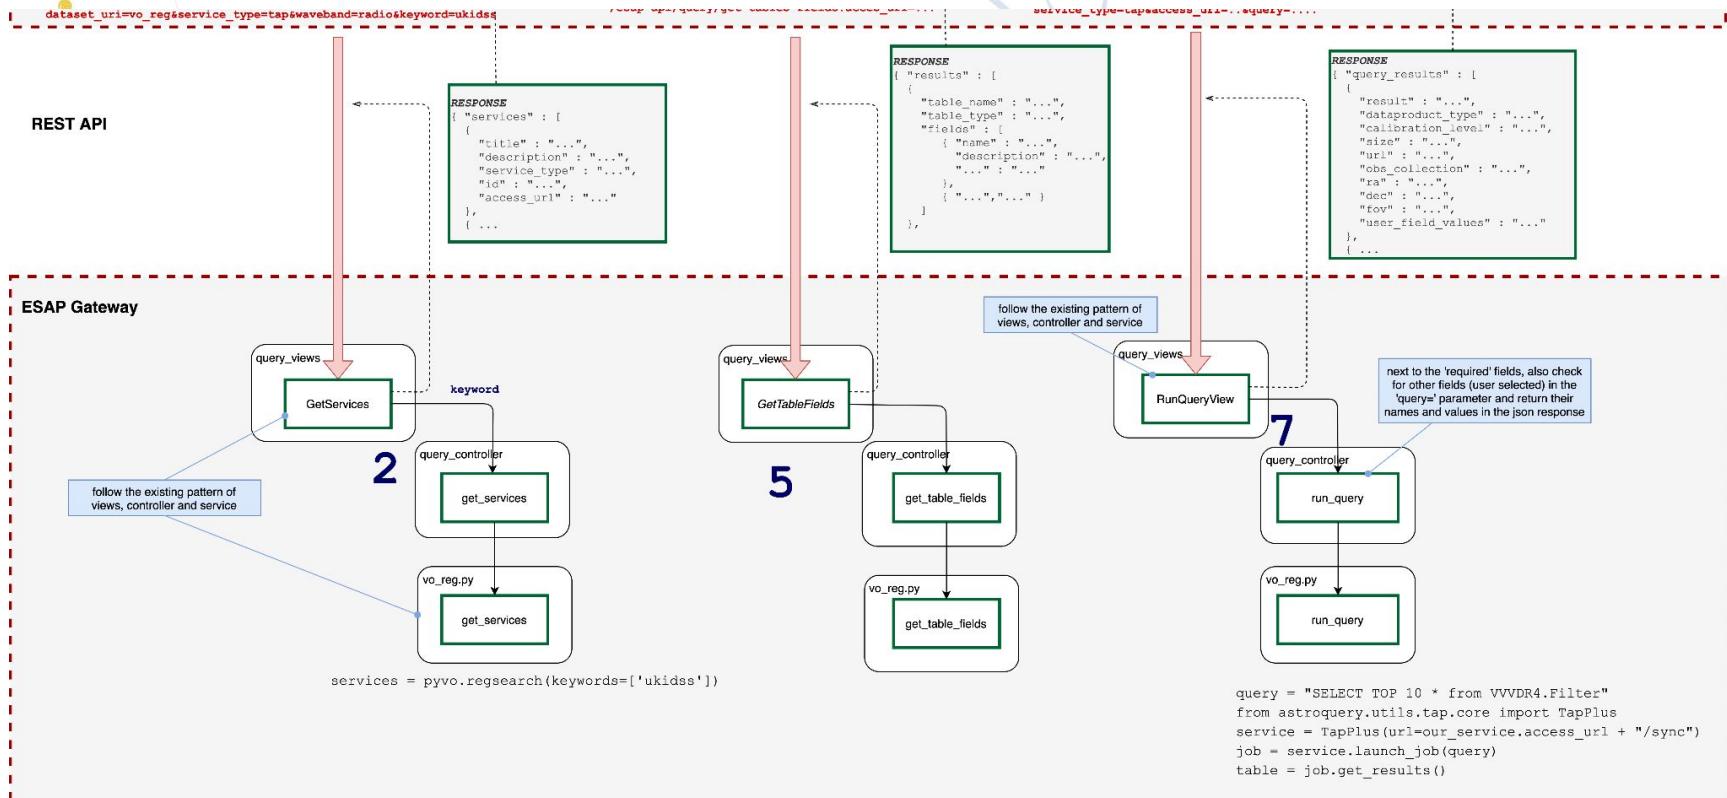 dataset_uri=vo_reg&service_type=tap&waveband=radio&keyword=ukidss
service_type=tap&access_url=..&query=....
REST API
RESPONSE
{ "services" : [
{
"title" : "...",
"description" : "...",
"service_type" : "...",
"id" : "...",
"access_url" : "..."
},
{ ...
RESPONSE
{ "results" : [
{
"table_name" : "...",
"table_type" : "...",
"fields" : [
{ "name" : "...",
"description" : "...",
"..." : "..."
},
{ "...","..." }
]
},
RESPONSE
{ "query_results" : [
{
"result" : "...",
"dataproduct_type" : "...",
"calibration_level" : "...",
"size" : "...",
"url" : "...",
"obs_collection" : "...",
"ra" : "...",
"dec" : "...",
"fov" : "...",
"user_field_values" : "..."
},
{ ...
ESAP Gateway
query_views
GetServices
keyword
2
query_controller
get_services
vo_reg.py
get_services
follow the existing pattern of
views, controller and service
services = pyvo.regsearch(keywords=['ukidss'])
query_views
GetTableFields
5
query_controller
get_table_fields
vo_reg.py
get_table_fields
follow the existing pattern of
views, controller and service
query_views
RunQueryView
7
next to the 'required' fields, also check
for other fields (user selected) in the
'query=' parameter and return their
names and values in the json response
query_controller
run_query
vo_reg.py
run_query
query = "SELECT TOP 10 * from VVVDR4.Filter"
from astroquery.utils.tap.core import TapPlus
service = TapPlus(url=our_service.access_url + "/sync")
job = service.launch_job(query)
table = job.get_results()